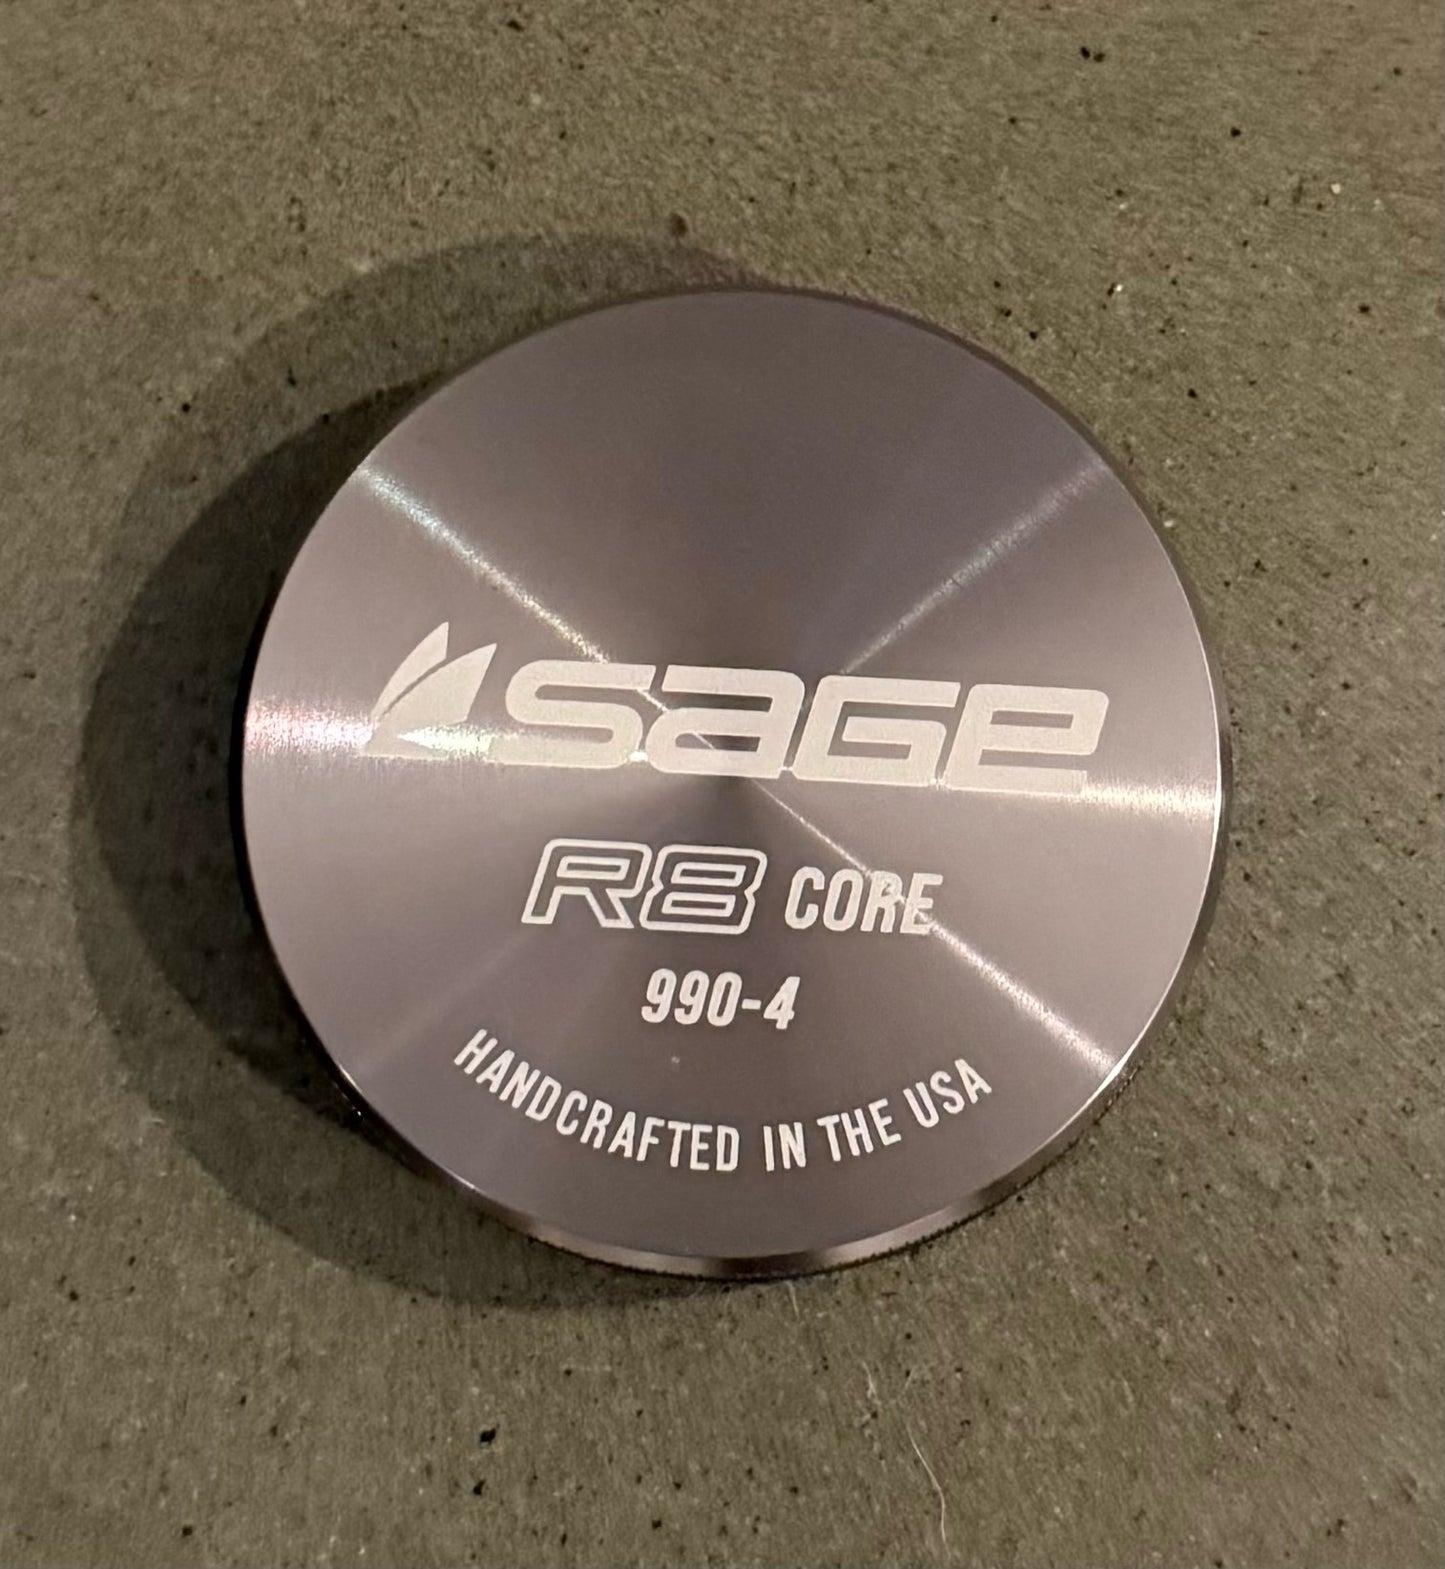 sage
R8 CORE
990-4
HANDCRAFTED IN THE USA